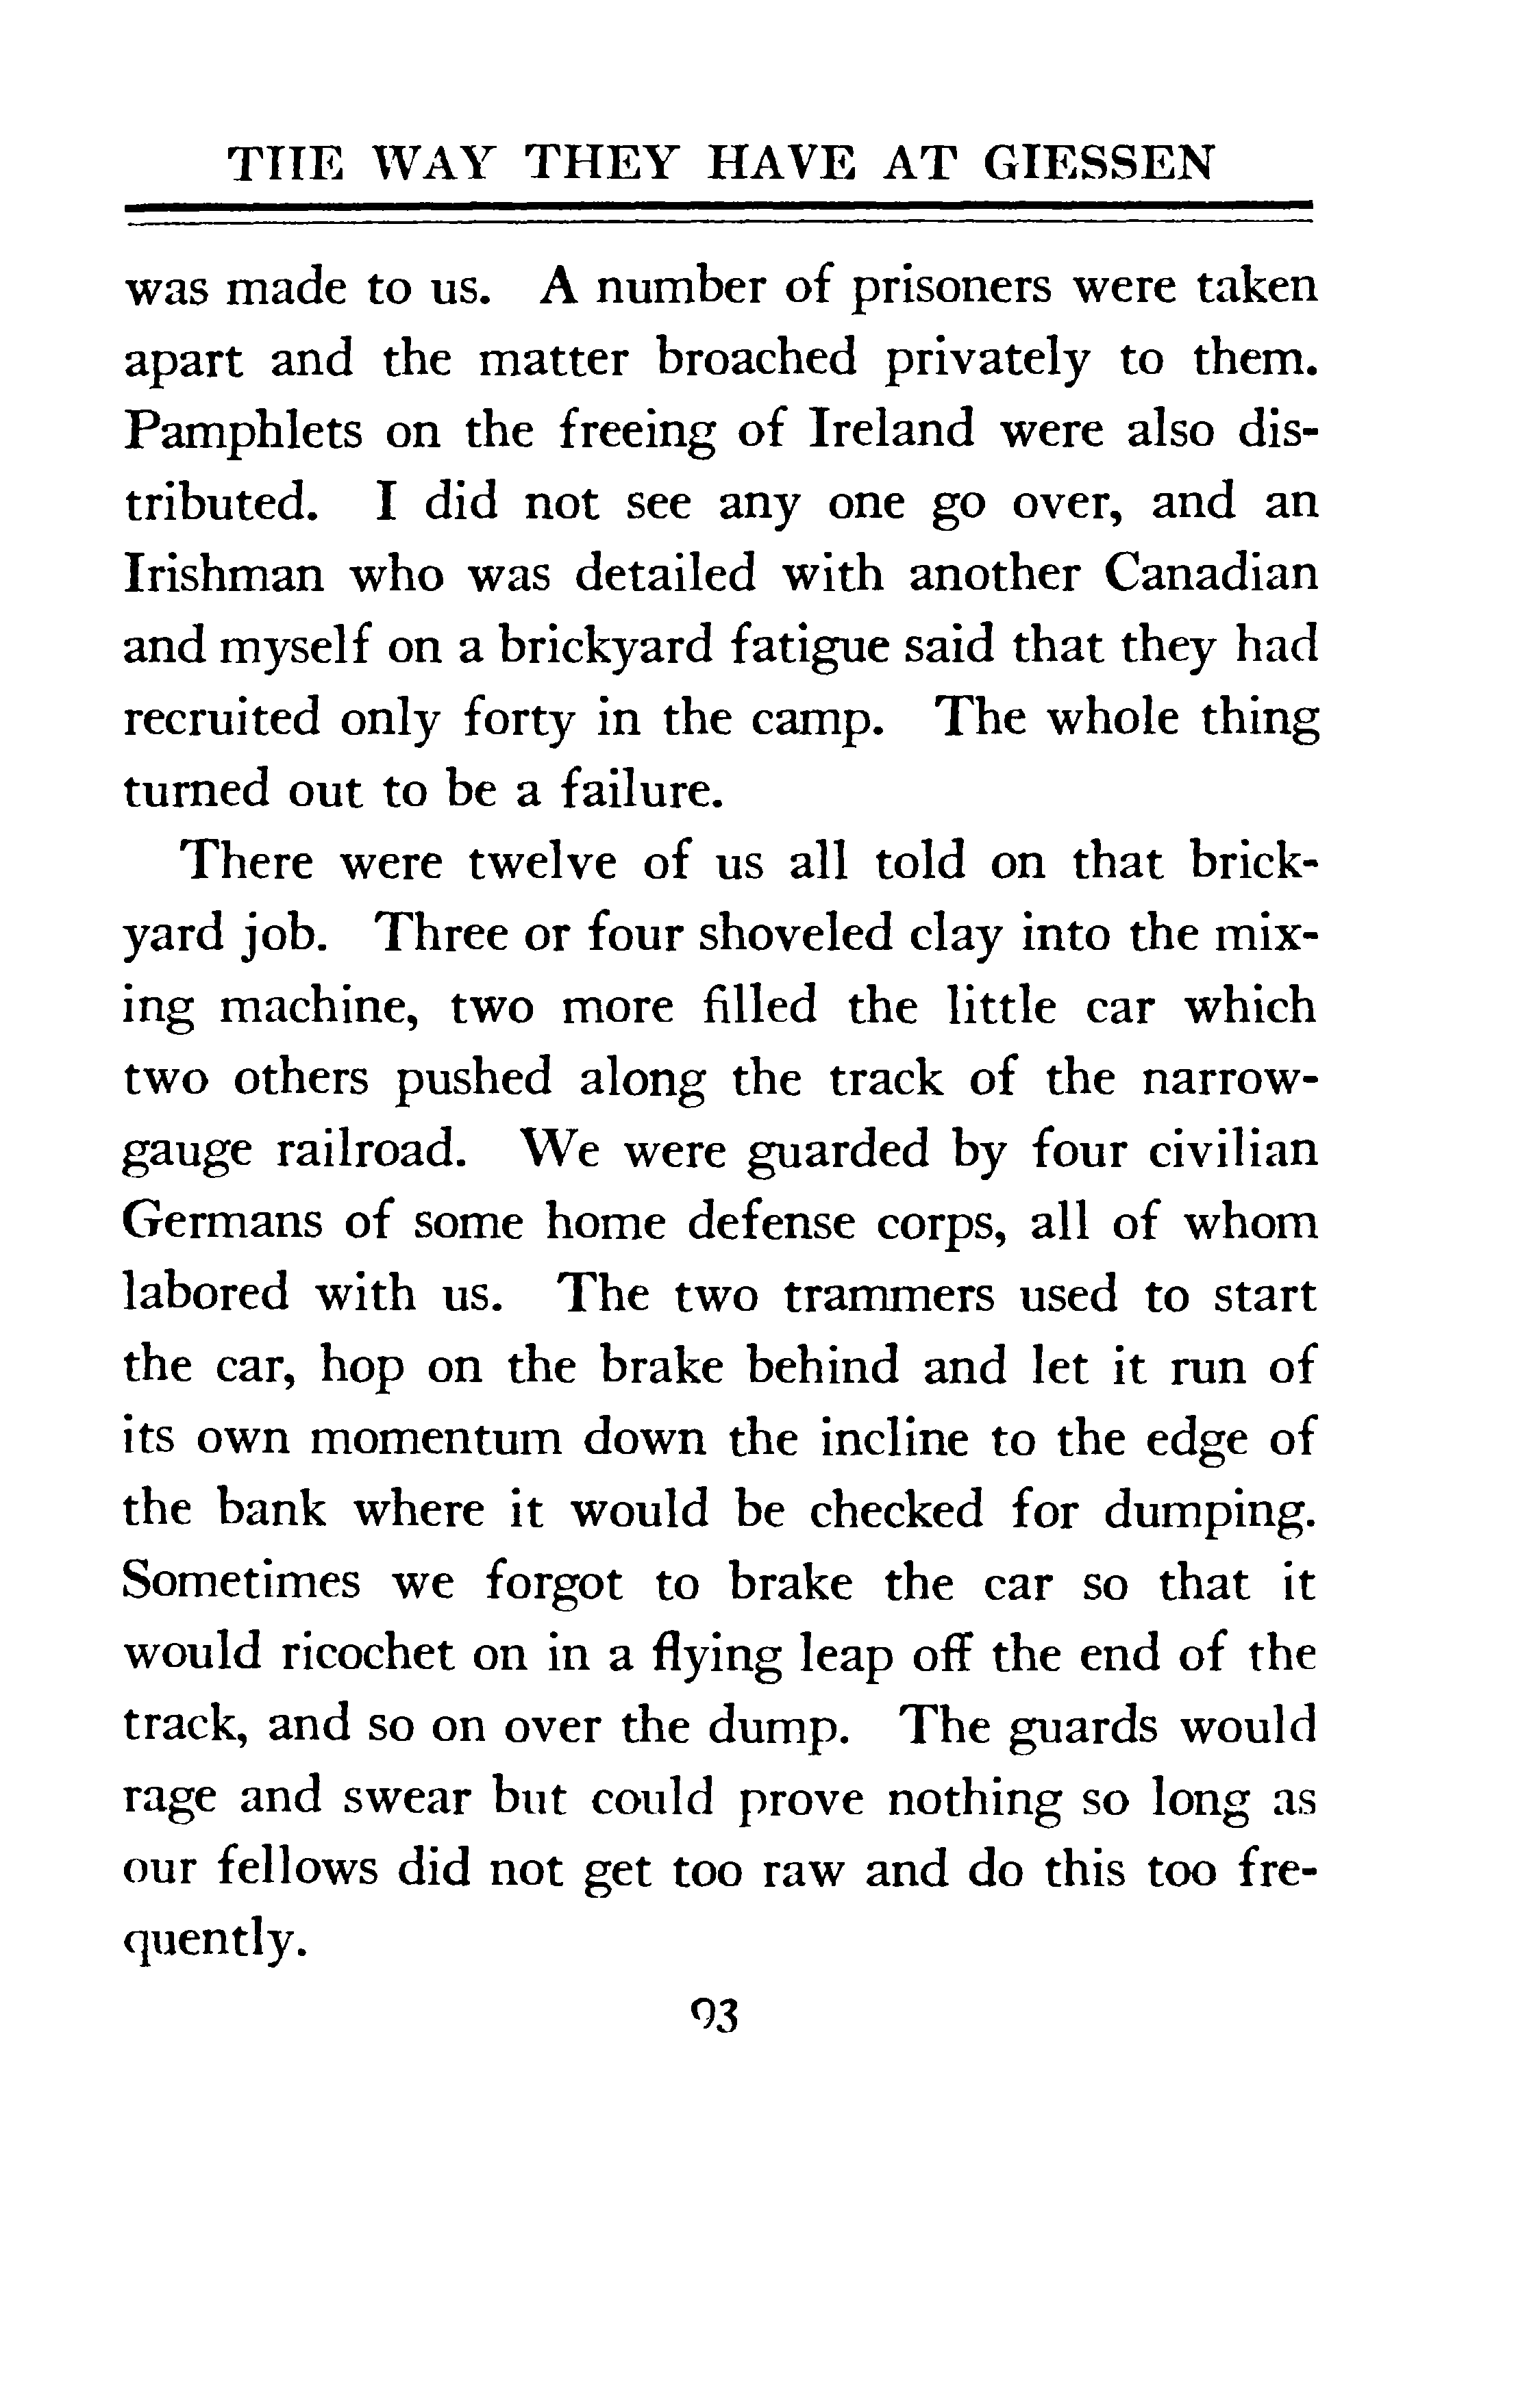 THE WAY THEY HAVE AT GIESSEN
was made to us. A number of prisoners were taken
apart and the matter broached privately to them.
Pamphlets on the freeing of Ireland were also dis-
tributed. I did not see any one go over, and an
Irishman who was detailed with another Canadian
and myself on a brickyard fatigue said that they had
recruited only forty in the camp. The whole thing
turned out to be a failure.
There were twelve of us all told on that brick-
yard job. Three or four shoveled clay into the mix-
ing machine, two more filled the little car which
two others pushed along the track of the narrow-
gauge railroad. We were guarded by four civilian
Germans of some home defense corps, all of whom
labored with us. The two trammers used to start
the car, hop on the brake behind and let it run of
its own momentum down the incline to the edge of
the bank where it would be checked for dumping.
Sometimes we forgot to brake the car so that it
would ricochet on in a flying leap off the end of the
track, and so on over the dump. The guards would
rage and swear but could prove nothing so long as
our fellows did not get too raw and do this too fre-
quently.
93